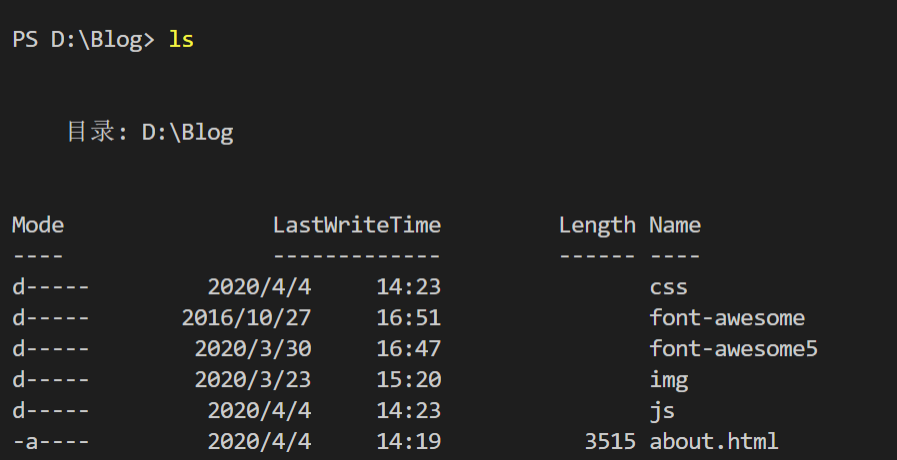 PS D:\Blog> ls
目录: D:\Blog
Mode                LastWriteTime         Length Name
----                -------------         ------ ----
d-----         2020/4/4     14:23                css
d-----       2016/10/27     16:51                font-awesome
d-----        2020/3/30     16:47                font-awesome5
d-----        2020/3/23     15:20                img
d-----         2020/4/4     14:23                js
-a----         2020/4/4     14:19           3515 about.html